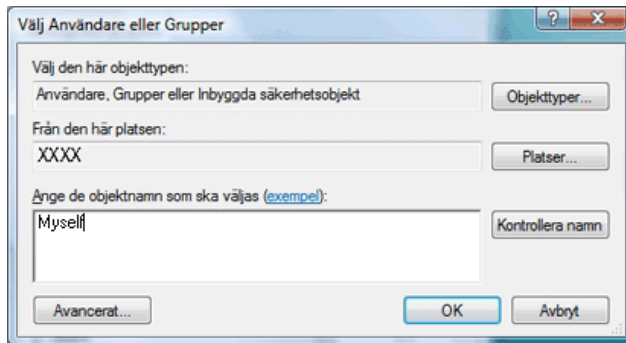 Välj Användare eller Grupper
Välj den här objekttypen:
Användare, Grupper eller Inbyggda säkerhetsobjekt
Objekttyper...
Från den här platsen:
XXXX
Platser...
Ange de objektnamn som ska väljas (exempel):
Myself
Kontrollera namn
Avancerat...
OK
Avbryt